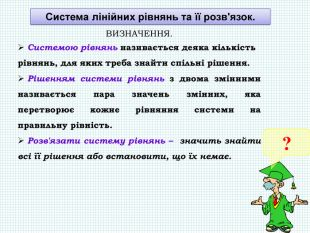 Система лінійних рівнянь та її розв'язок.
ВИЗНАЧЕННЯ.
➢ Системою рівнянь називається деяка кількість
рівнянь, для яких треба знайти спільні рішення.
➢ Рішенням системи рівнянь з двома змінними
називається пара значень змінних, яка
перетворює кожне рівняння системи на
правильну рівність.
➢ Розв'язати систему рівнянь – значить знайти
всі її рішення або встановити, що їх немає.
?